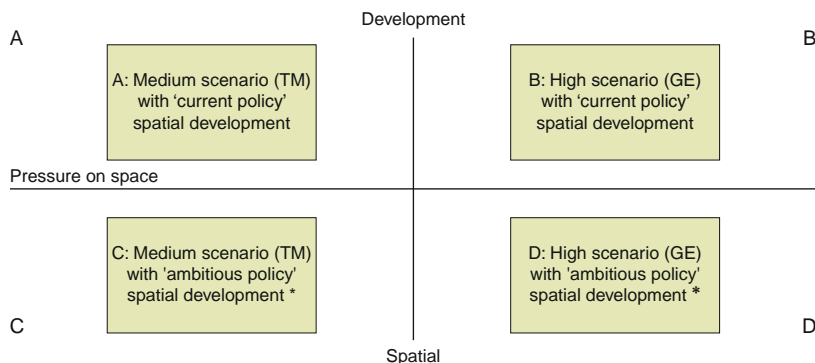 Development
A
B
A: Medium scenario (TM)
with ‘current policy’
spatial development
B: High scenario (GE)
with ‘current policy’
spatial development
Pressure on space
C: Medium scenario (TM)
with 'ambitious policy'
spatial development *
D: High scenario (GE)
with 'ambitious policy'
spatial development *
C
D
Spatial